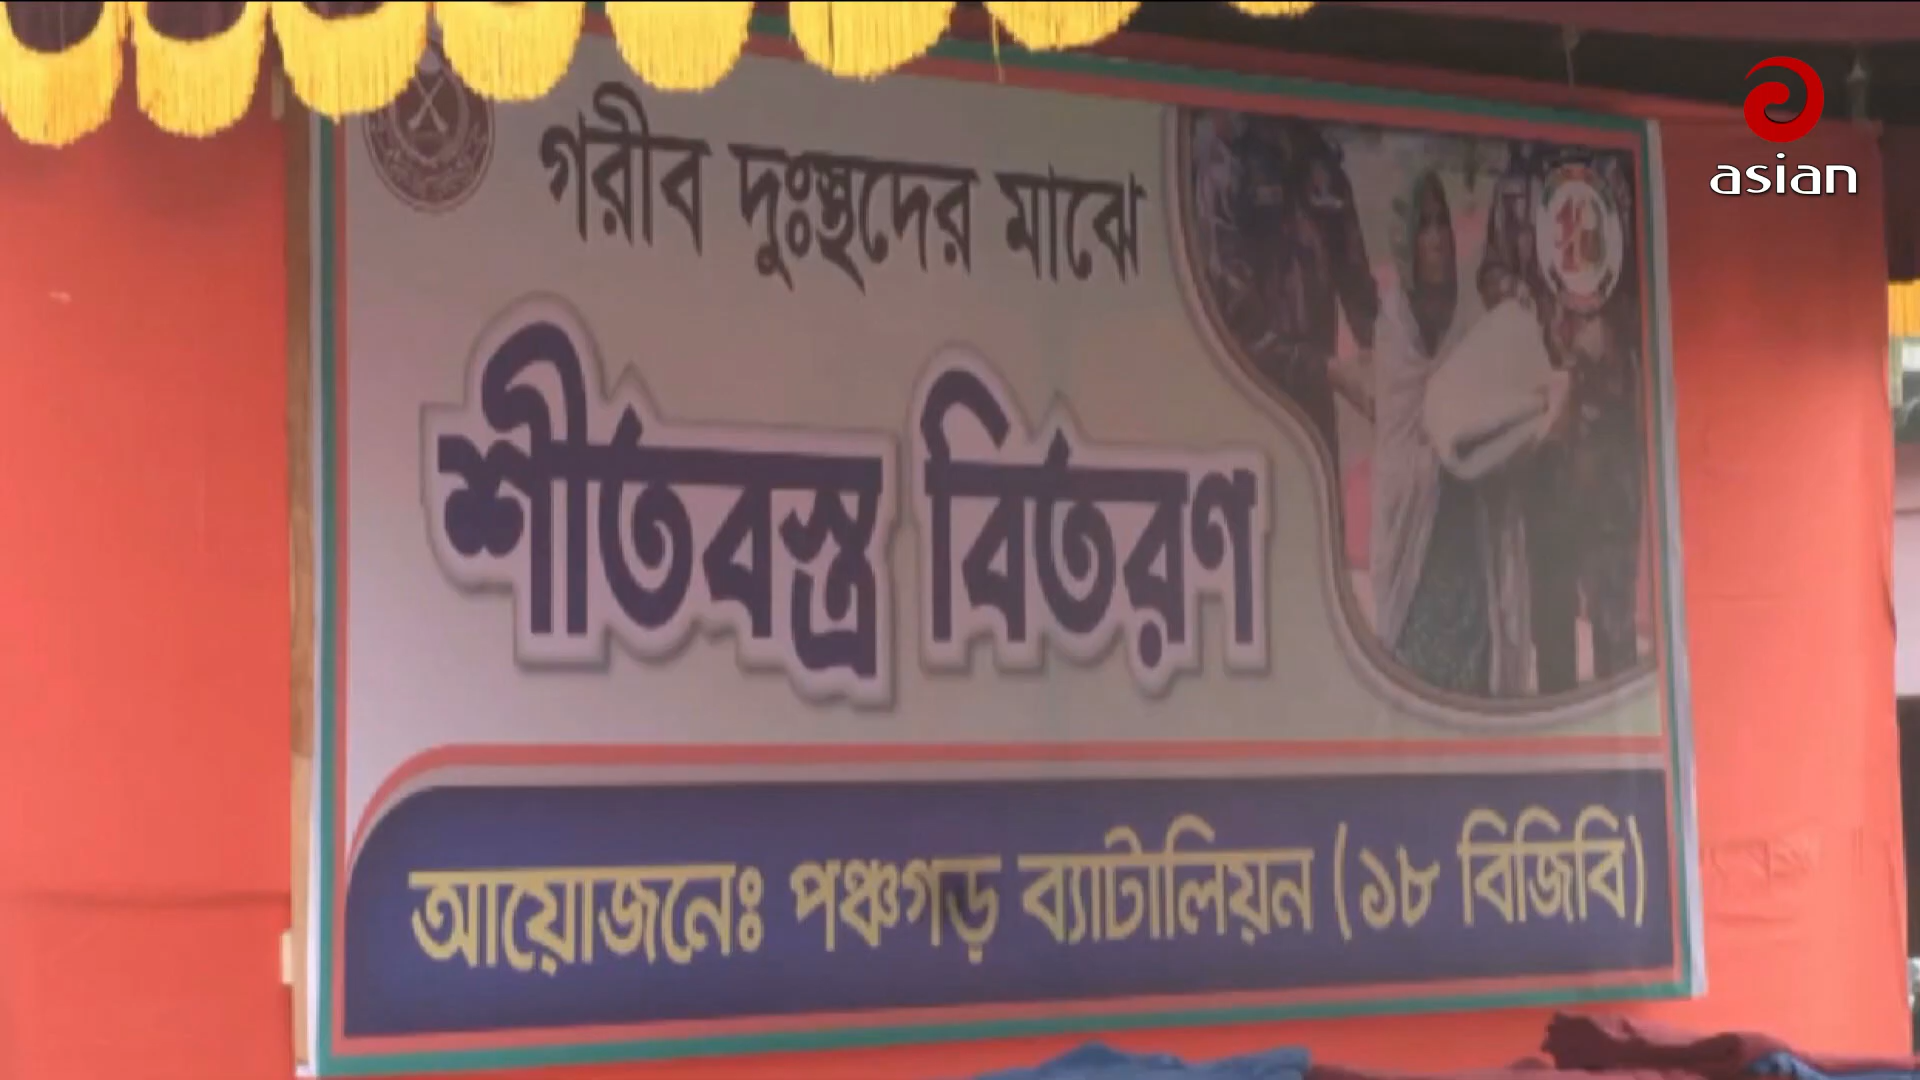 asian
গরীব দুঃস্থদের মাঝে
শীতবস্ত্র বিতরণ
আয়োজনেঃ পঞ্চগড় ব্যাটালিয়ন (১৮ বিজিবি)